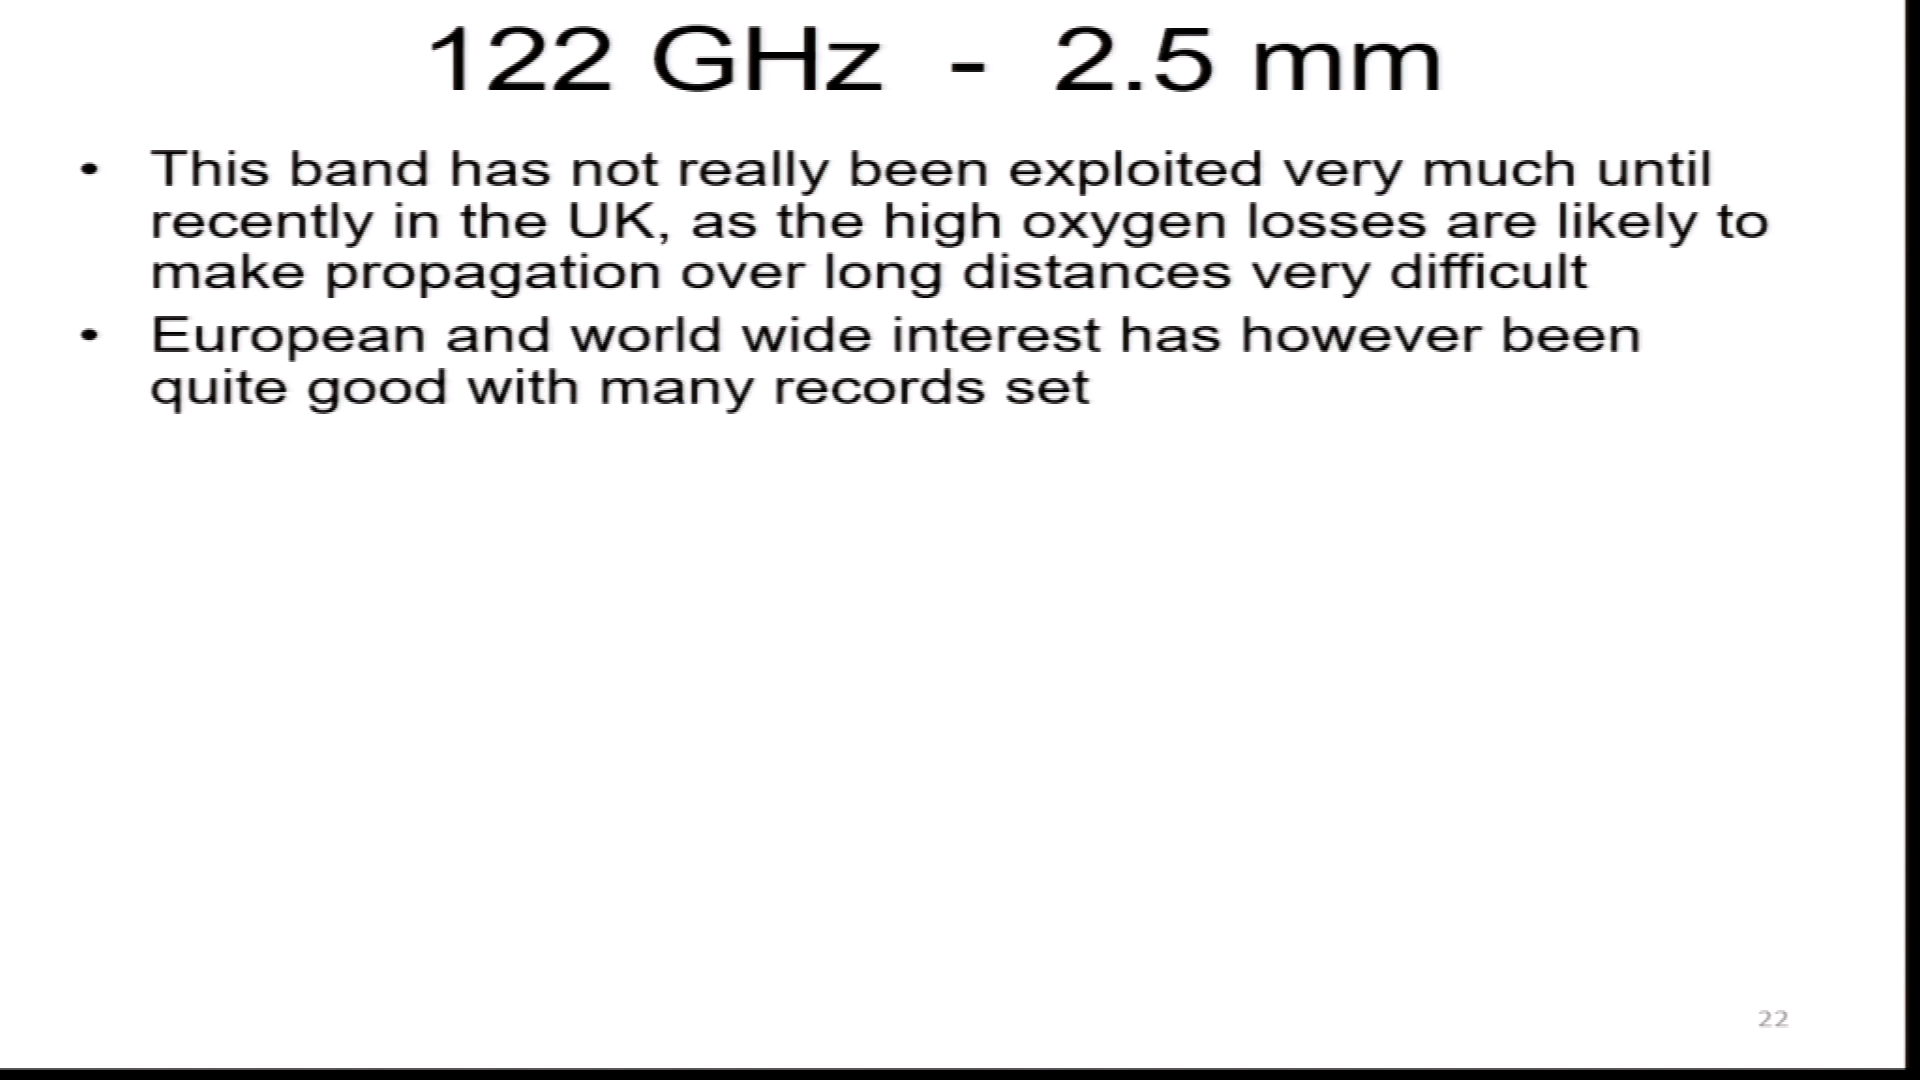 122 GHz - 2.5 mm
• This band has not really been exploited very much until
recently in the UK, as the high oxygen losses are likely to
make propagation over long distances very difficult
• European and world wide interest has however been
quite good with many records set
22